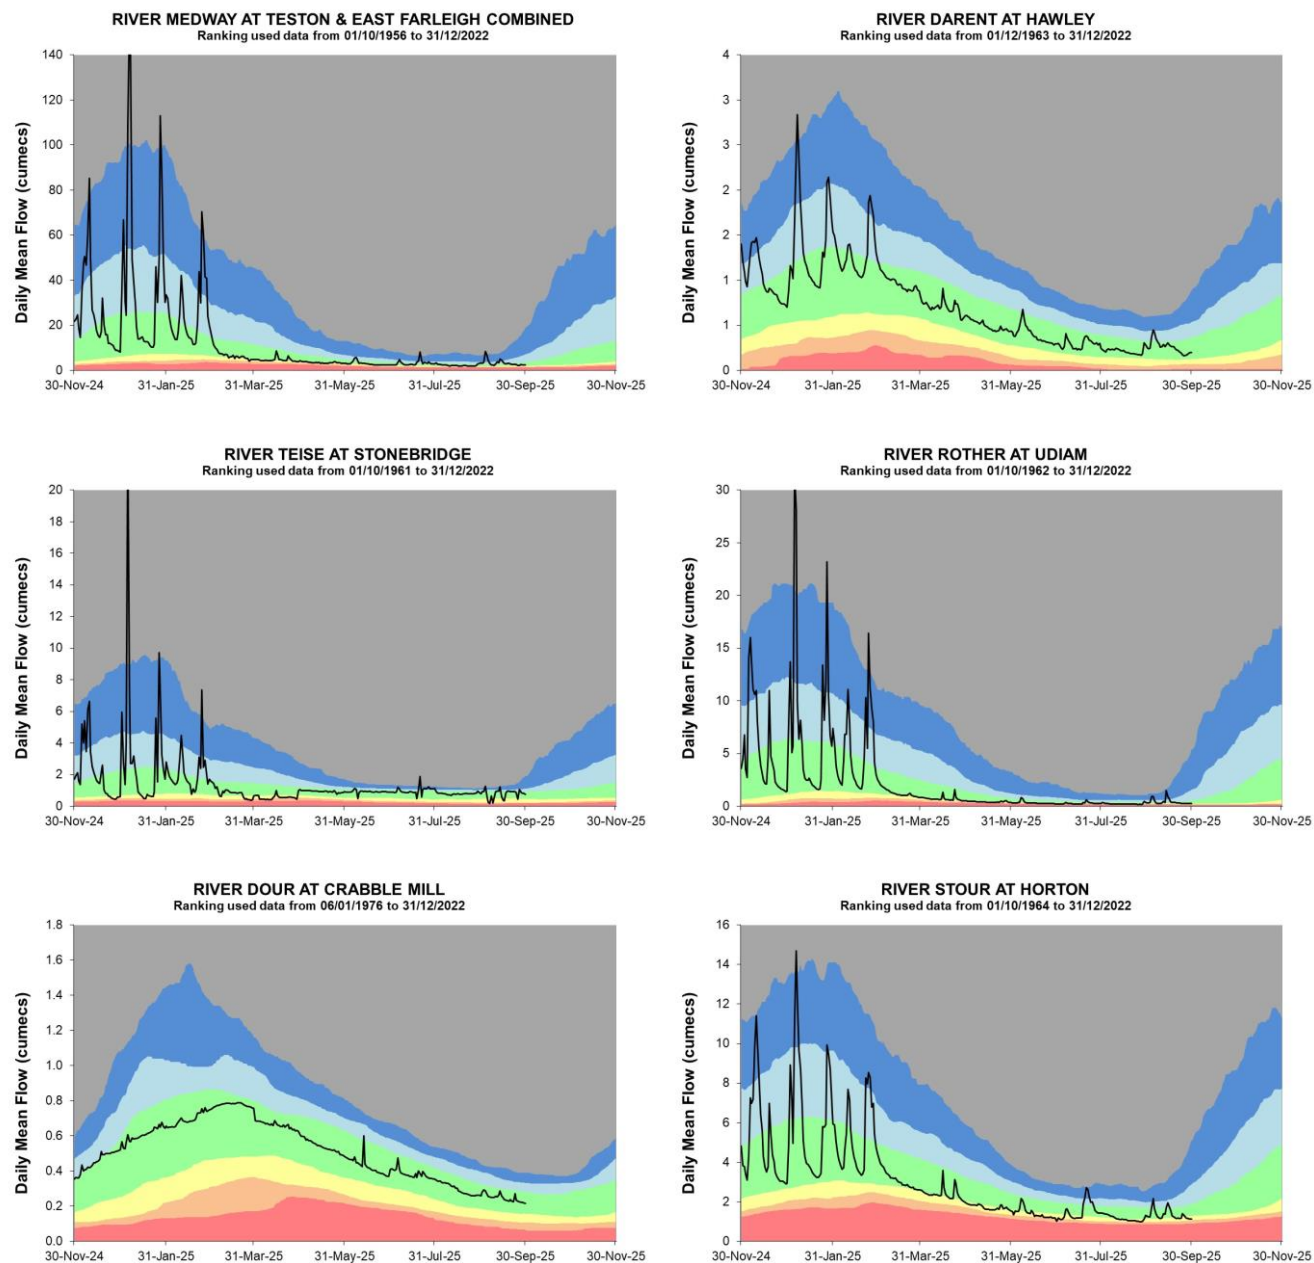 RIVER MEDWAY AT TESTON & EAST FARLEIGH COMBINED
Ranking used data from 01/10/1956 to 31/12/2022
Daily Mean Flow (cumecs)
140
120
100
80
60
40
20
0
30-Nov-24 31-Jan-25 31-Mar-25 31-May-25 31-Jul-25 30-Sep-25 30-Nov-25
RIVER DARENT AT HAWLEY
Ranking used data from 01/12/1963 to 31/12/2022
Daily Mean Flow (cumecs)
4
3
3
2
2
1
1
0
30-Nov-24 31-Jan-25 31-Mar-25 31-May-25 31-Jul-25 30-Sep-25 30-Nov-25
RIVER TEISE AT STONEBRIDGE
Ranking used data from 01/10/1961 to 31/12/2022
Daily Mean Flow (cumecs)
20
18
16
14
12
10
8
6
4
2
0
30-Nov-24 31-Jan-25 31-Mar-25 31-May-25 31-Jul-25 30-Sep-25 30-Nov-25
RIVER ROTHER AT UDIAM
Ranking used data from 01/10/1962 to 31/12/2022
Daily Mean Flow (cumecs)
30
25
20
15
10
5
0
30-Nov-24 31-Jan-25 31-Mar-25 31-May-25 31-Jul-25 30-Sep-25 30-Nov-25
RIVER DOUR AT CRABBLE MILL
Ranking used data from 06/01/1976 to 31/12/2022
Daily Mean Flow (cumecs)
1.8
1.6
1.4
1.2
1.0
0.8
0.6
0.4
0.2
0.0
30-Nov-24 31-Jan-25 31-Mar-25 31-May-25 31-Jul-25 30-Sep-25 30-Nov-25
RIVER STOUR AT HORTON
Ranking used data from 01/10/1964 to 31/12/2022
Daily Mean Flow (cumecs)
16
14
12
10
8
6
4
2
0
30-Nov-24 31-Jan-25 31-Mar-25 31-May-25 31-Jul-25 30-Sep-25 30-Nov-25